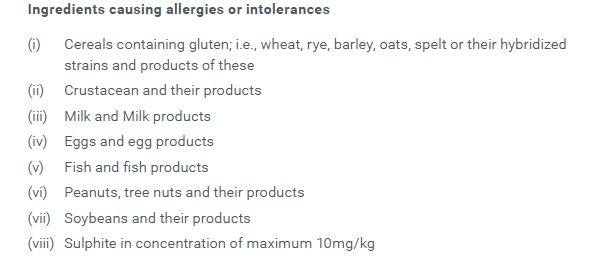 Ingredients causing allergies or intolerances
(i) Cereals containing gluten; i.e., wheat, rye, barley, oats, spelt or their hybridized
strains and products of these
(ii) Crustacean and their products
(iii) Milk and Milk products
(iv) Eggs and egg products
(v) Fish and fish products
(vi) Peanuts, tree nuts and their products
(vii) Soybeans and their products
(viii) Sulphite in concentration of maximum 10mg/kg